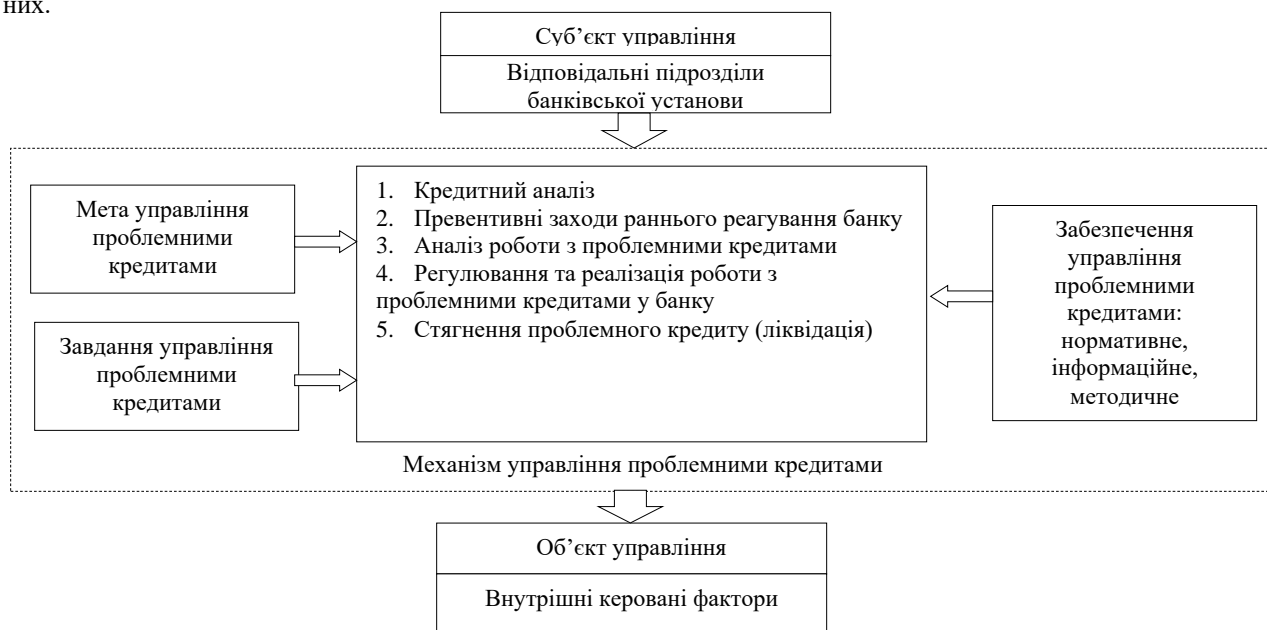 них.
Суб’єкт управління
Відповідальні підрозділи
банківської установи
Мета управління
проблемними
кредитами
Завдання управління
проблемними
кредитами
1. Кредитний аналіз
2. Превентивні заходи раннього реагування банку
3. Аналіз роботи з проблемними кредитами
4. Регулювання та реалізація роботи з
проблемними кредитами у банку
5. Стягнення проблемного кредиту (ліквідація)
Забезпечення
управління
проблемними
кредитами:
нормативне,
інформаційне,
методичне
Механізм управління проблемними кредитами
Об’єкт управління
Внутрішні керовані фактори